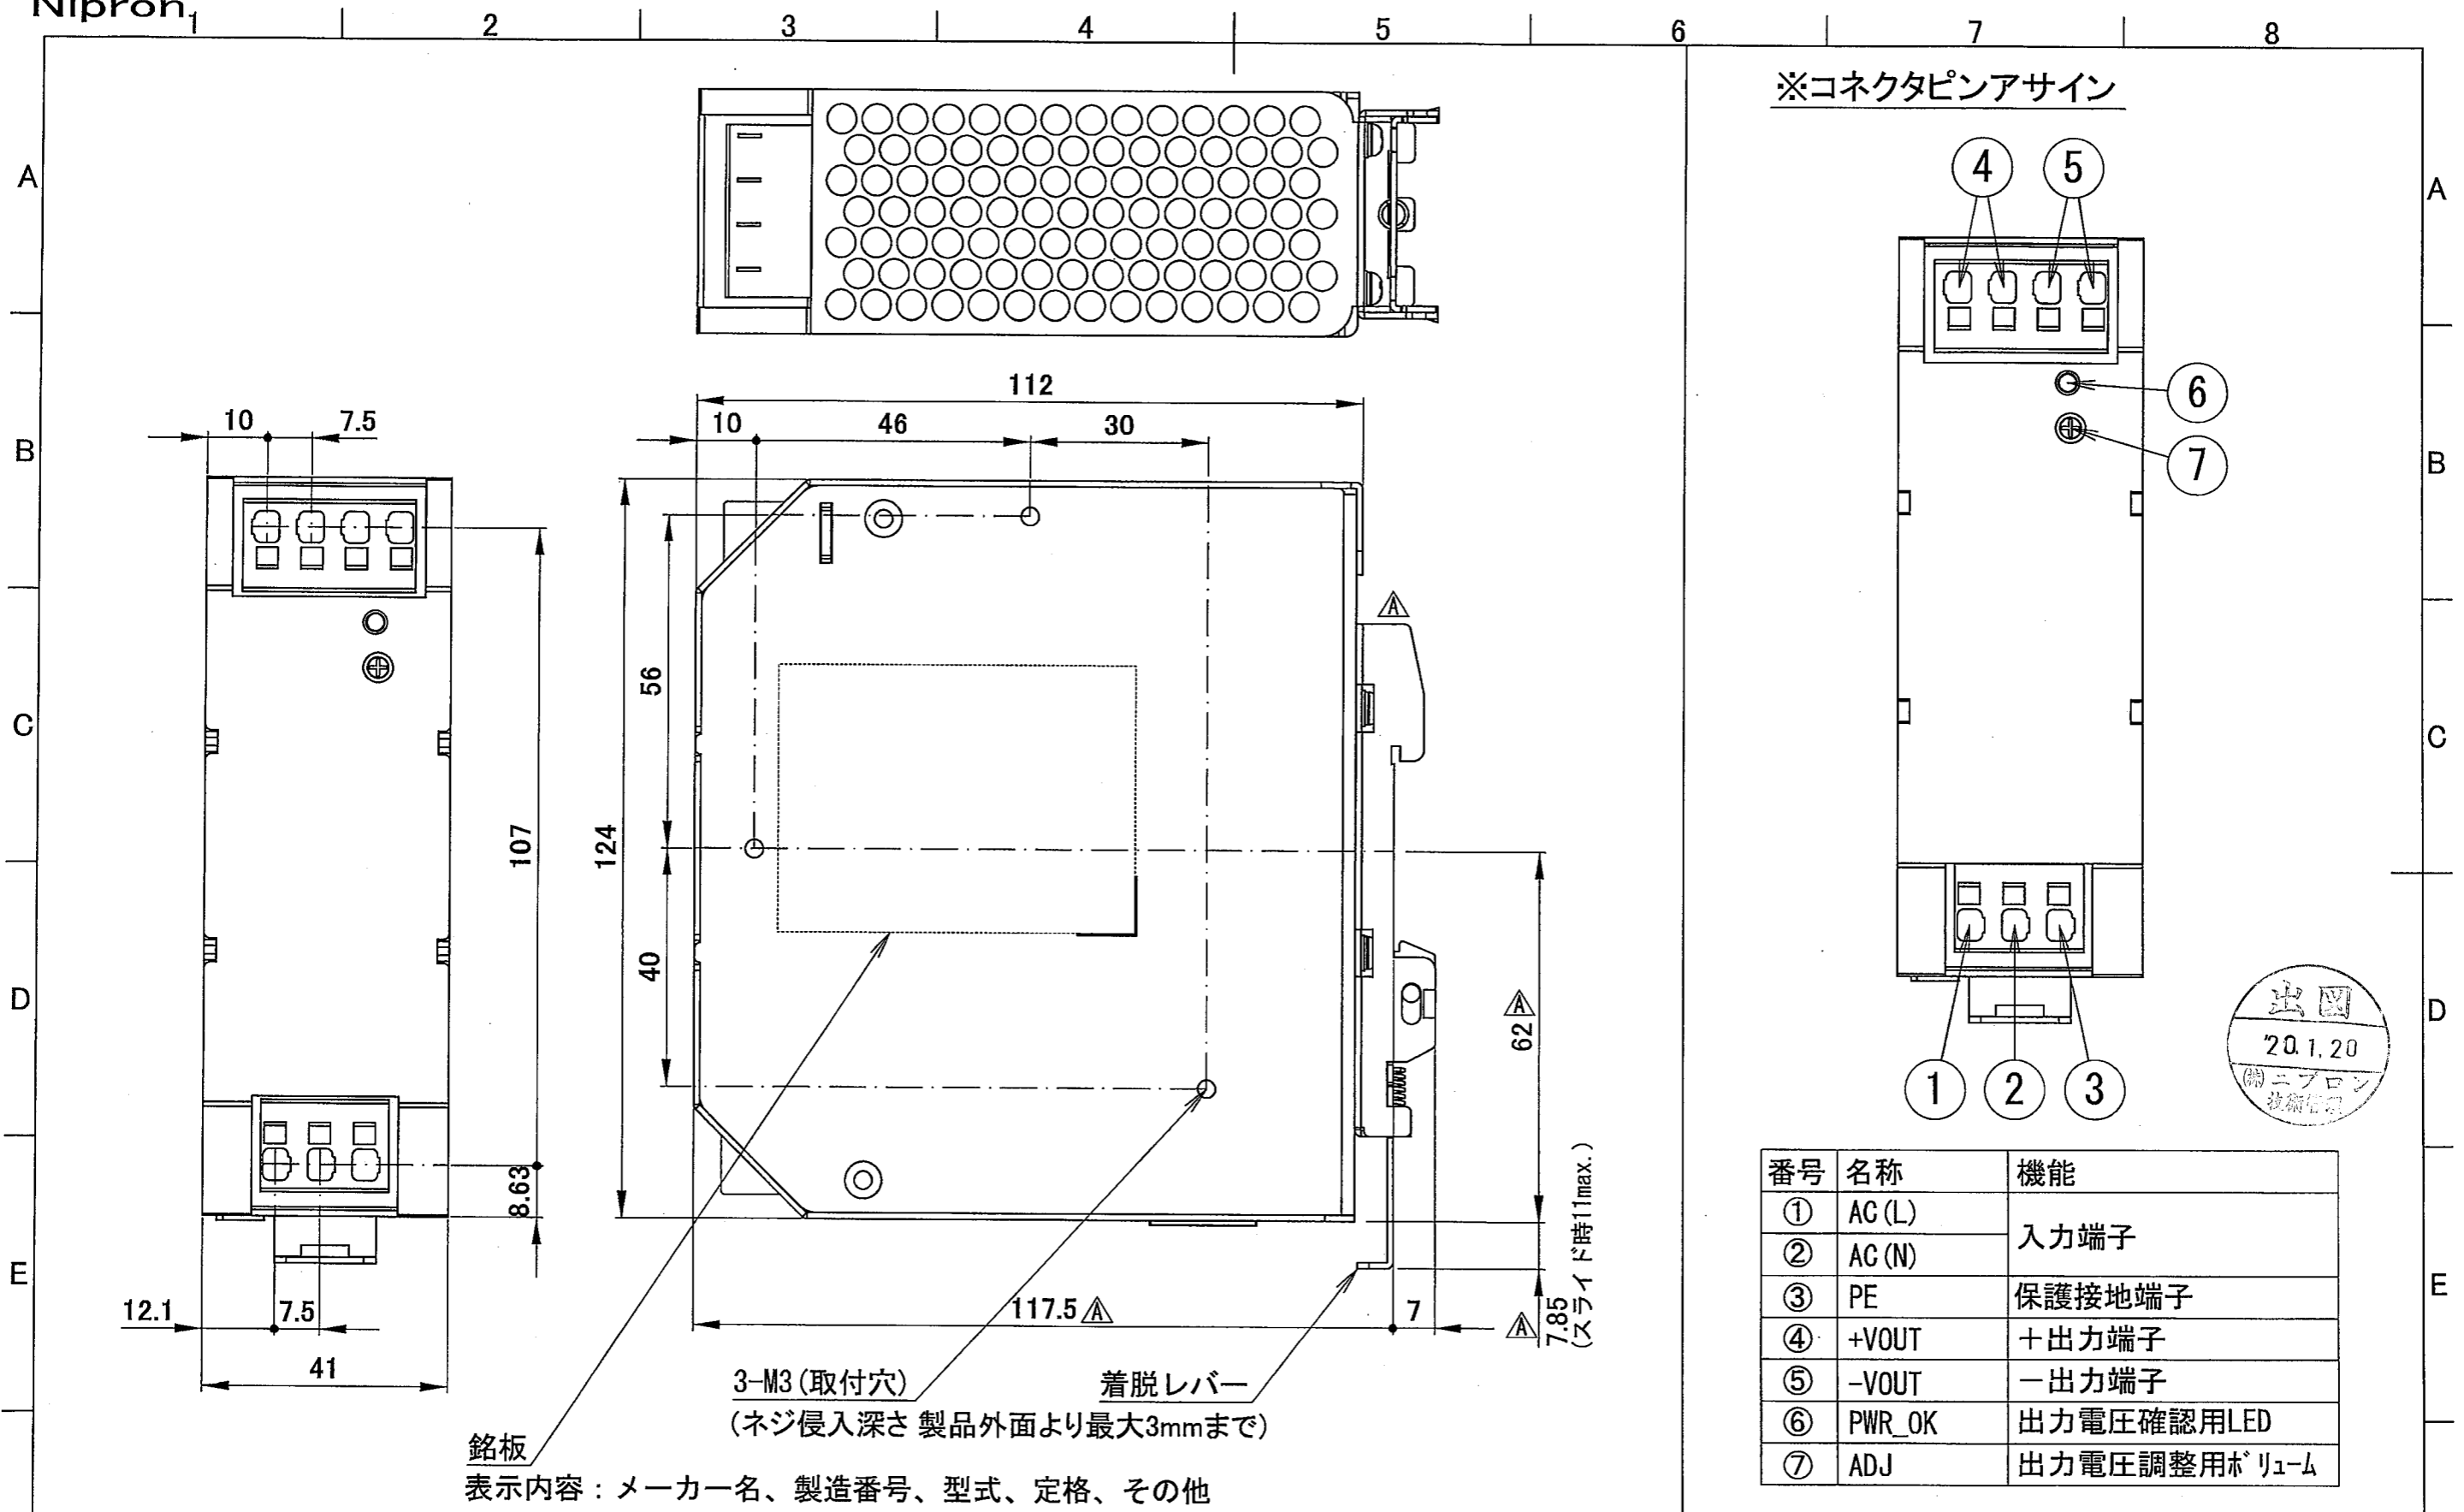 Nipron
1 2 3 4 5 6 7 8
A
B
C
D
E
A
B
C
D
E
112
10 46 30
56
124
40
62 A
A
117.5 A
7
A 7.85
(スライド時11max.)
10 7.5
107
8.63
12.1 7.5
41
3-M3(取付穴)
(ネジ侵入深さ 製品外面より最大3mmまで)
着脱レバー
銘板
表示内容：メーカー名、製造番号、型式、定格、その他
※コネクタピンアサイン
4 5
6
7
1 2 3
出図
'20.1.20
㈱ニプロン
技術管理
番号 名称 機能
① AC(L) 入力端子
② AC(N)
③ PE 保護接地端子
④ +VOUT ＋出力端子
⑤ -VOUT －出力端子
⑥ PWR_OK 出力電圧確認用LED
⑦ ADJ 出力電圧調整用ﾎﾞﾘｭｰﾑ